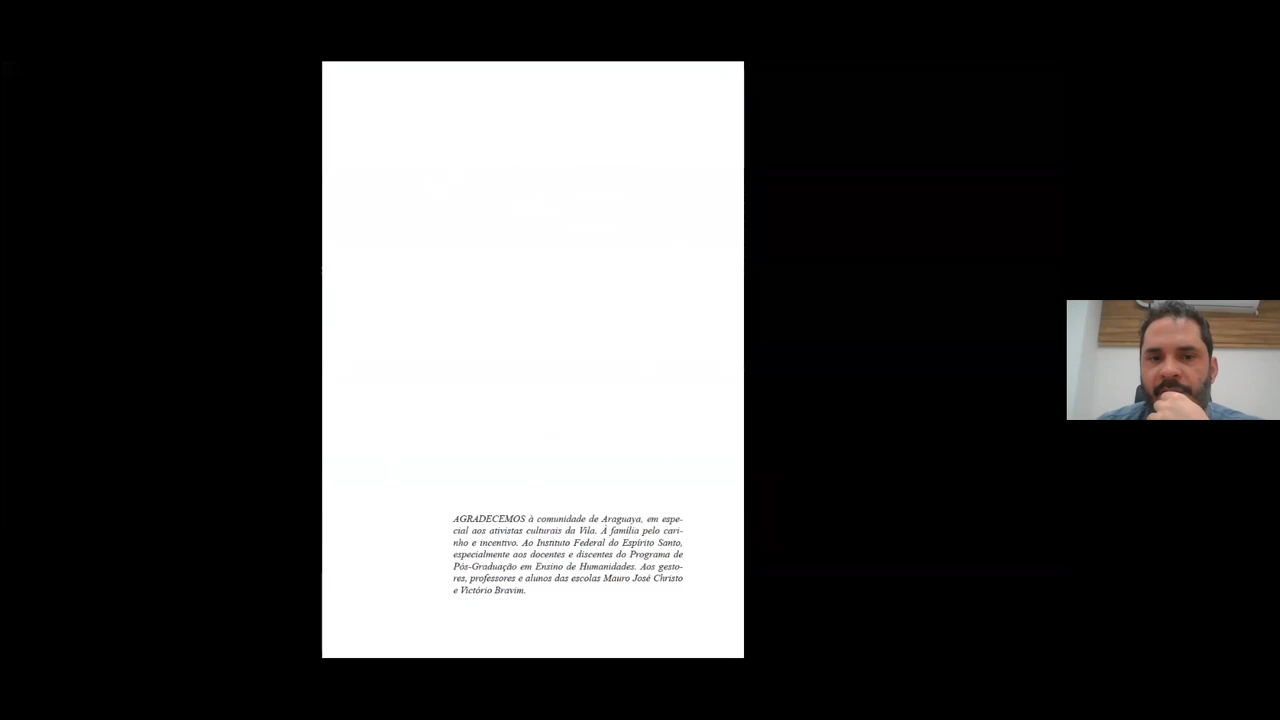 AGRADECEMOS à comunidade de Araguaya, em espe-
cial aos ativistas culturais da Vila. À família pelo cari-
nho e incentivo. Ao Instituto Federal do Espírito Santo,
especialmente aos docentes e discentes do Programa de
Pós-Graduação em Ensino de Humanidades. Aos gesto-
res, professores e alunos das escolas Mauro José Christo
e Victório Bravim.